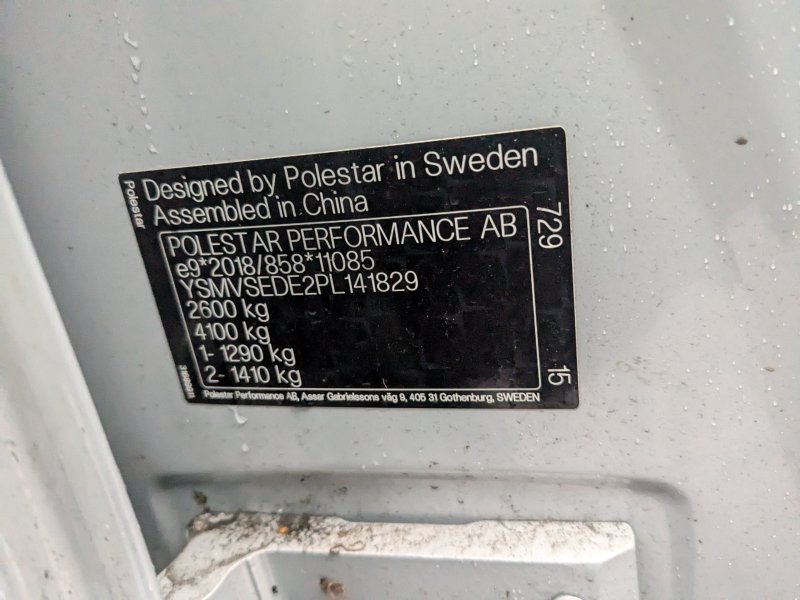 Polestar
Designed by Polestar in Sweden
Assembled in China
POLESTAR PERFORMANCE AB
e9*2018/858*11085
YSMVSEDE2PL141829
2600 kg
4100 kg
1- 1290 kg
2- 1410 kg
729
15
Polestar Performance AB, Assar Gabrielssons väg 9, 405 31 Gothenburg, SWEDEN